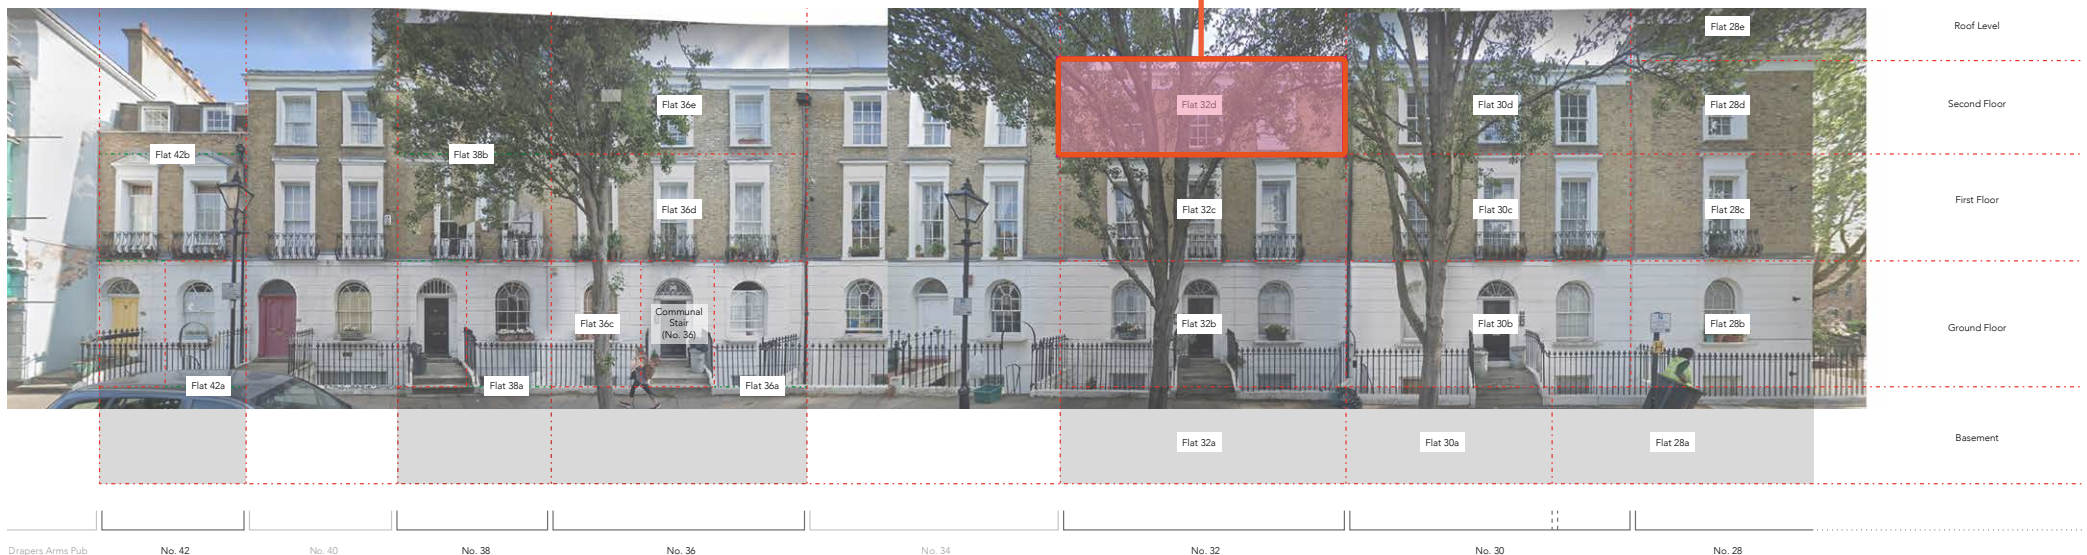 Flat 28e
Roof Level
Flat 36e
Flat 32d
Flat 30d
Flat 28d
Second Floor
Flat 42b
Flat 38b
Flat 36d
Flat 32c
Flat 30c
Flat 28c
First Floor
Flat 36c
Communal
Stair
(No. 36)
Flat 32b
Flat 30b
Flat 28b
Ground Floor
Flat 42a
Flat 38a
Flat 36a
Flat 32a
Flat 30a
Flat 28a
Basement
Drapers Arms Pub
No. 42
No. 40
No. 38
No. 36
No. 34
No. 32
No. 30
No. 28